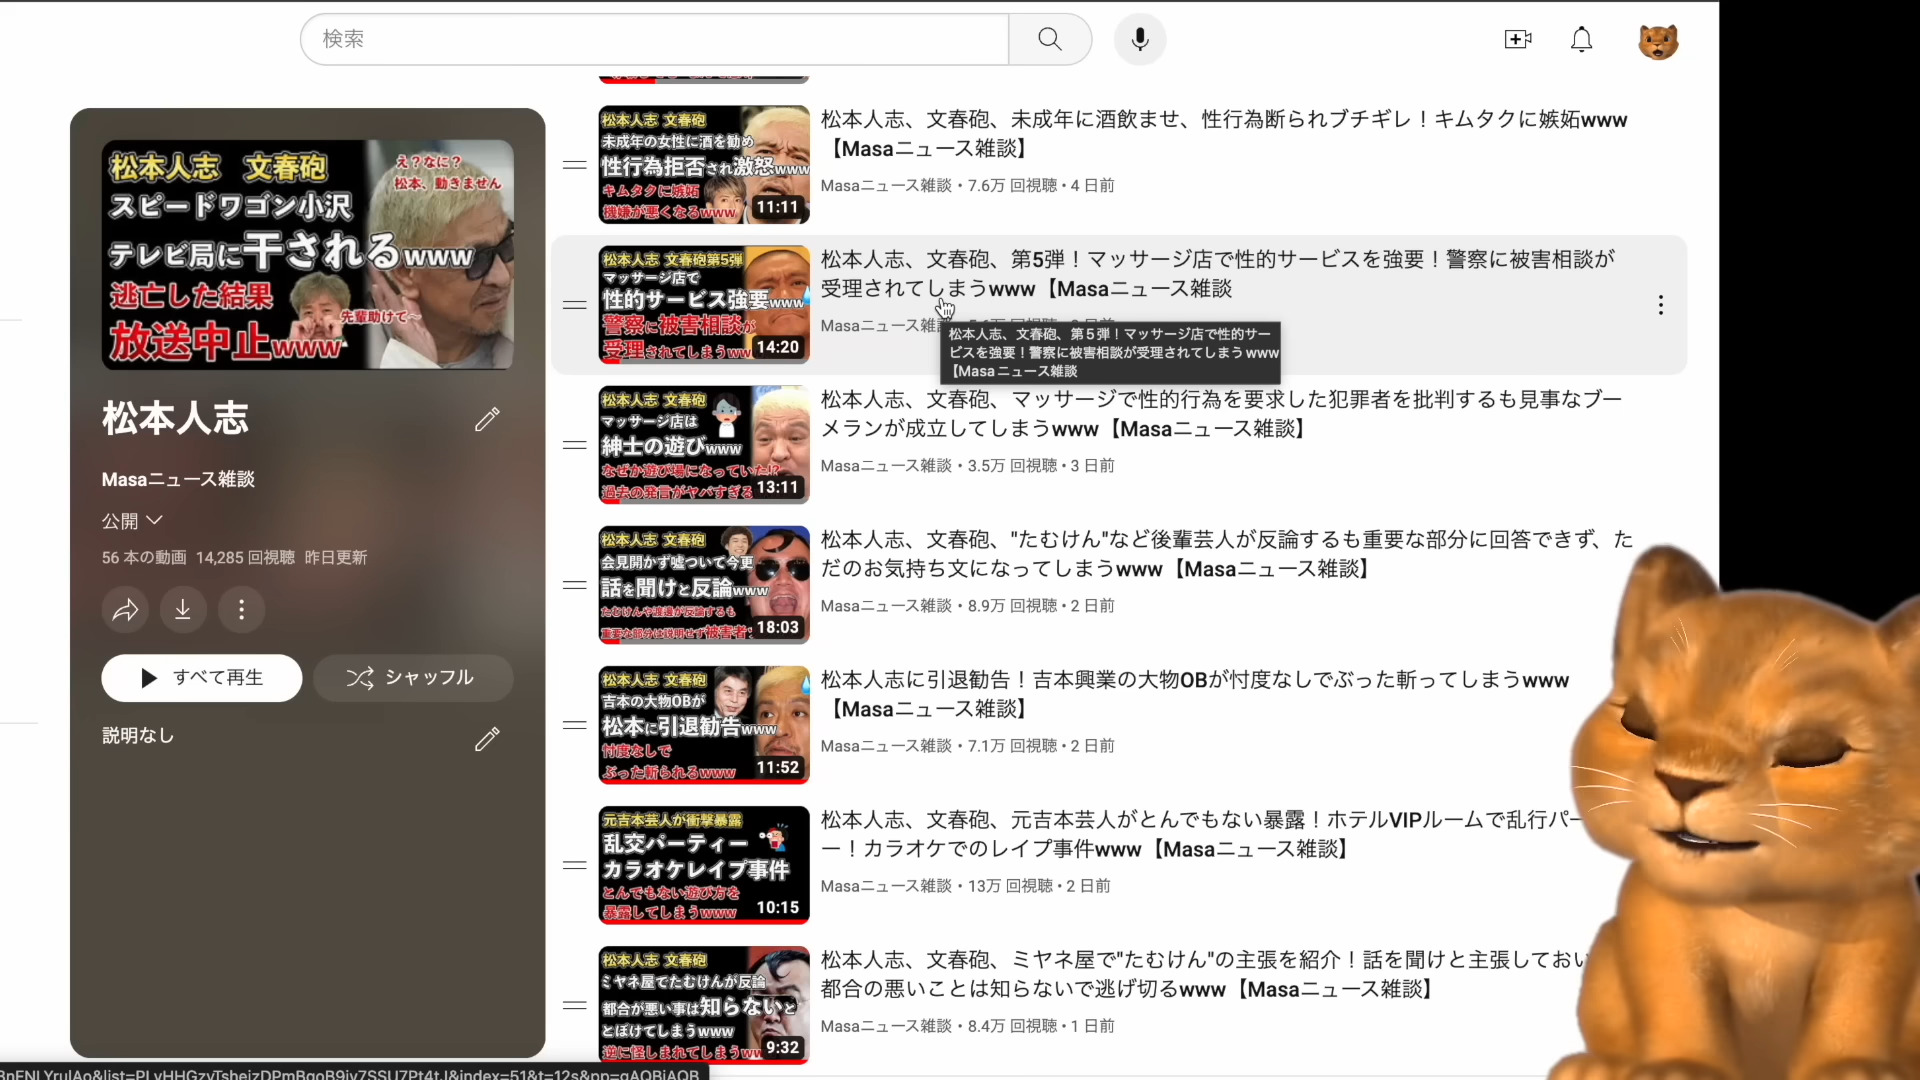 検索
松本人志 文春砲
え?なに?
松本、動きません
スピードワゴン小沢
テレビ局に干されるwww
逃亡した結果
先輩助けて〜
放送中止www
松本人志
Masaニュース雑談
公開
56 本の動画 14,285 回視聴 昨日更新
すべて再生
シャッフル
説明なし
松本人志 文春砲
未成年の女性に酒を勧め
性行為拒否され激怒www
キムタクに嫉妬
機嫌が悪くなるwww
11:11
松本人志、文春砲、未成年に酒飲ませ、性行為断られブチギレ！キムタクに嫉妬www
【Masaニュース雑談】
Masaニュース雑談・7.6万 回視聴・4 日前
松本人志 文春砲第5弾
マッサージ店で
性的サービス強要www
警察に被害相談が
受理されてしまうww
14:20
松本人志、文春砲、第5弾！マッサージ店で性的サービスを強要！警察に被害相談が
受理されてしまうwww【Masaニュース雑談
松本人志、文春砲、第５弾！マッサージ店で性的サー
ビスを強要！警察に被害相談が受理されてしまうwww
【Masaニュース雑談
松本人志 文春砲
マッサージ店は
紳士の遊びwww
なぜか遊び場になっていた!?
過去の発言がヤバすぎる
13:11
松本人志、文春砲、マッサージで性的行為を要求した犯罪者を批判するも見事なブー
メランが成立してしまうwww【Masaニュース雑談】
Masaニュース雑談・3.5万 回視聴・3 日前
松本人志 文春砲
会見開かず嘘ついて今更
話を聞けと反論www
たむけんや渡邊が反論するも
重要な部分は説明せず被害者
18:03
松本人志、文春砲、"たむけん"など後輩芸人が反論するも重要な部分に回答できず、た
だのお気持ち文になってしまうwww【Masaニュース雑談】
Masaニュース雑談・8.9万 回視聴・2 日前
松本人志 文春砲
吉本の大物OBが
松本に引退勧告www
忖度なしで
ぶった斬られるwww
11:52
松本人志に引退勧告！吉本興業の大物OBが忖度なしでぶった斬ってしまうwww
【Masaニュース雑談】
Masaニュース雑談・7.1万 回視聴・2 日前
元吉本芸人が衝撃暴露
乱交パーティー
カラオケレイプ事件
とんでもない遊び方を
暴露してしまうwww
10:15
松本人志、文春砲、元吉本芸人がとんでもない暴露！ホテルVIPルームで乱行パー
ー！カラオケでのレイプ事件www【Masaニュース雑談】
Masaニュース雑談・13万 回視聴・2 日前
松本人志 文春砲
ミヤネ屋でたむけんが反論
都合が悪い事は知らないと
とぼけてしまうwww
逆に怪しまれてしまうww
9:32
松本人志、文春砲、ミヤネ屋で"たむけん"の主張を紹介！話を聞けと主張しておい
都合の悪いことは知らないで逃げ切るwww【Masaニュース雑談】
Masaニュース雑談・8.4万 回視聴・1 日前